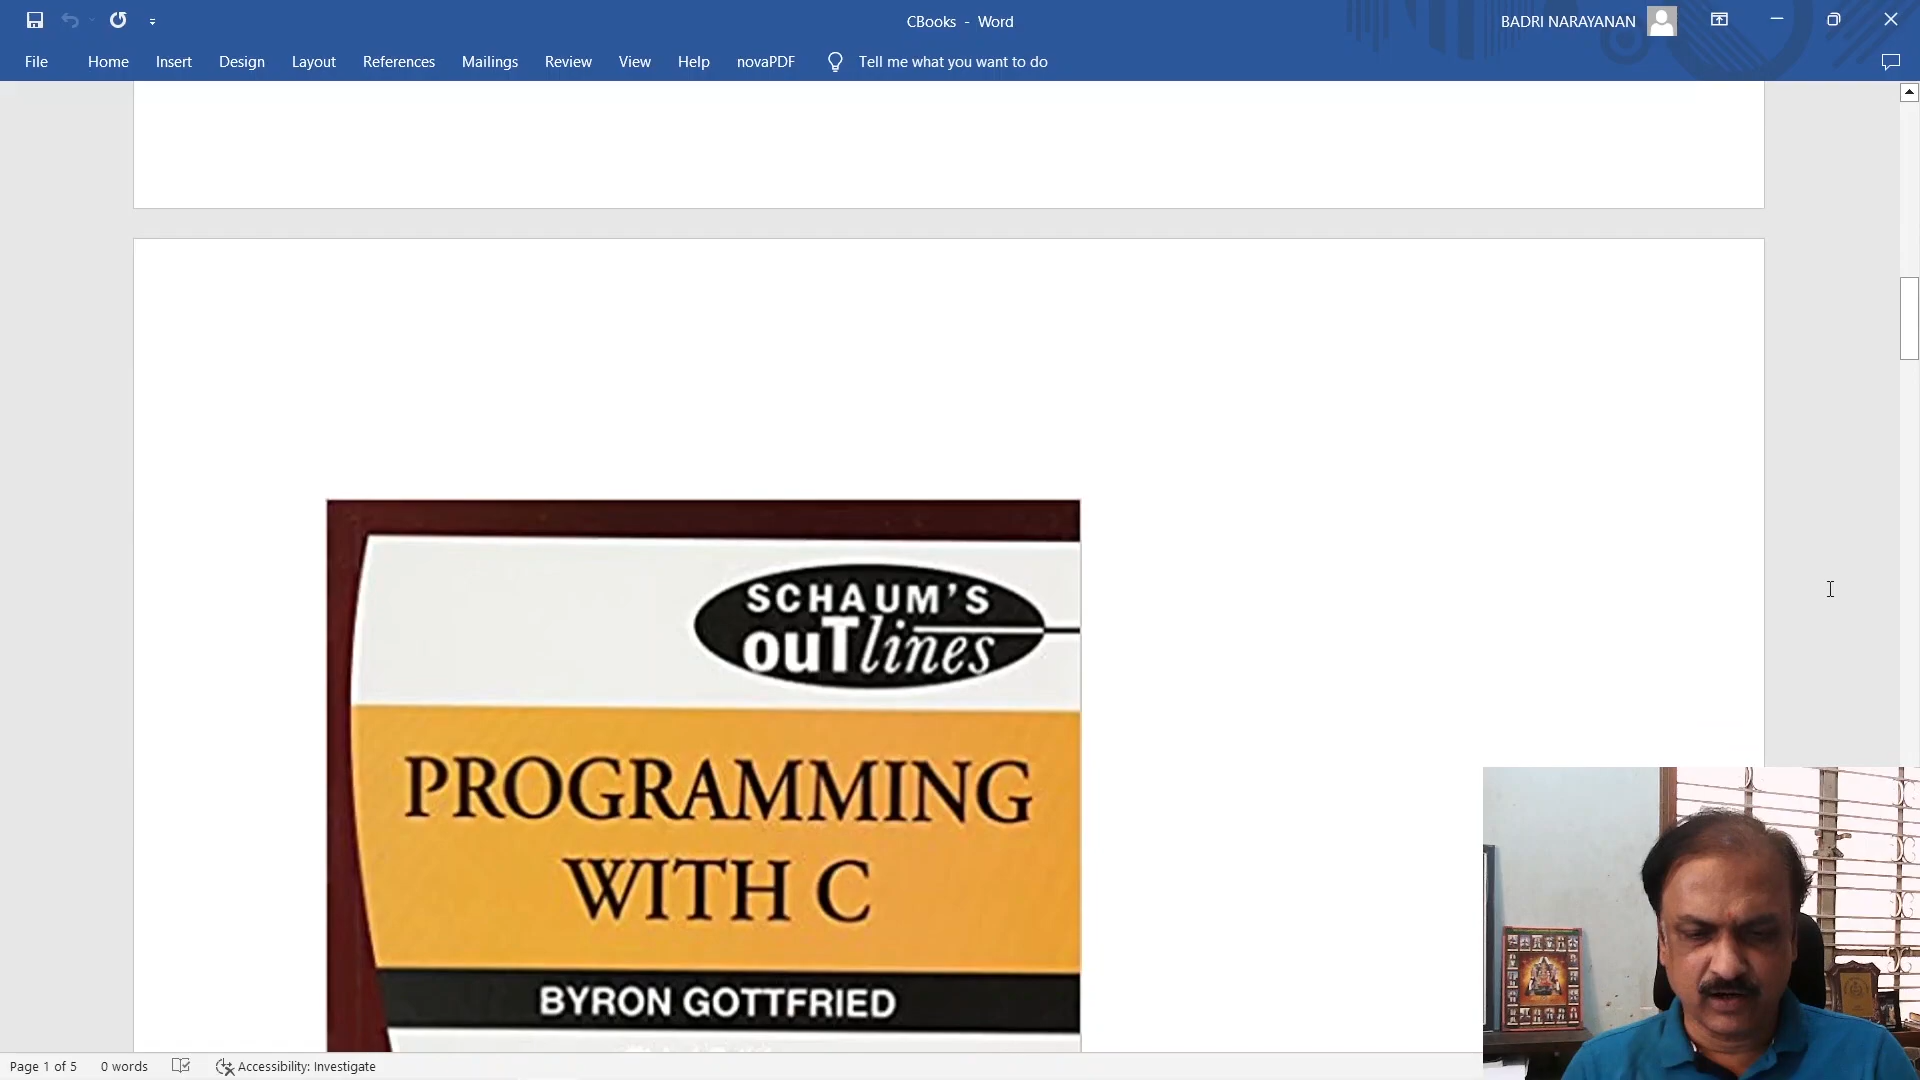 CBooks - Word
BADRI NARAYANAN
File Home Insert Design Layout References Mailings Review View Help novaPDF Tell me what you want to do
SCHAUM'S
ouTlines
PROGRAMMING
WITH C
BYRON GOTTFRIED
Page 1 of 5 0 words Accessibility: Investigate